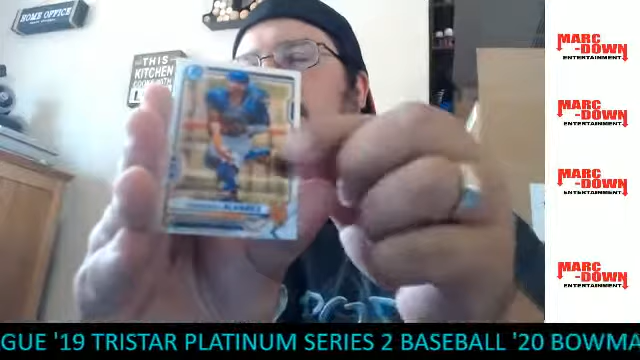 HOME OFFICE
THIS
KITCHEN
ALVAREZ
MARC
-DOWN
ENTERTAINMENT
MARC
-DOWN
ENTERTAINMENT
MARC
-DOWN
ENTERTAINMENT
MARC
-DOWN
ENTERTAINMENT
GUE '19 TRISTAR PLATINUM SERIES 2 BASEBALL '20 BOWMA